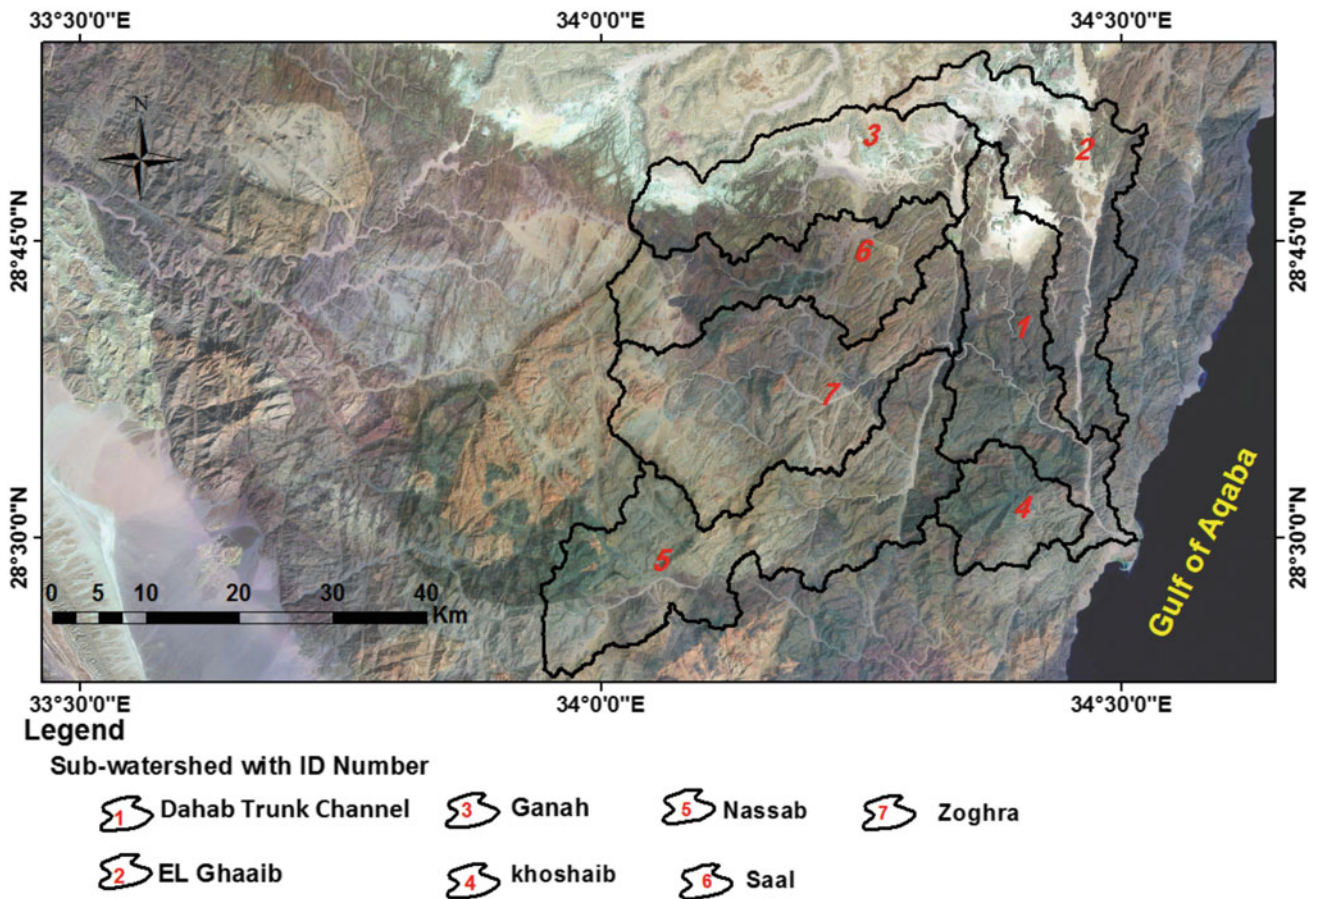 33°30'0"E 34°0'0"E 34°30'0"E
N
3
2
28°45'0"N 28°45'0"N
6
1
7
4
28°30'0"N 28°30'0"N
5
0 5 10 20 30 40
Km
Gulf of Aqaba
33°30'0"E 34°0'0"E 34°30'0"E
Legend
Sub-watershed with ID Number
1 Dahab Trunk Channel 3 Ganah 5 Nassab 7 Zoghra
2 EL Ghaaib 4 khoshaib 6 Saal